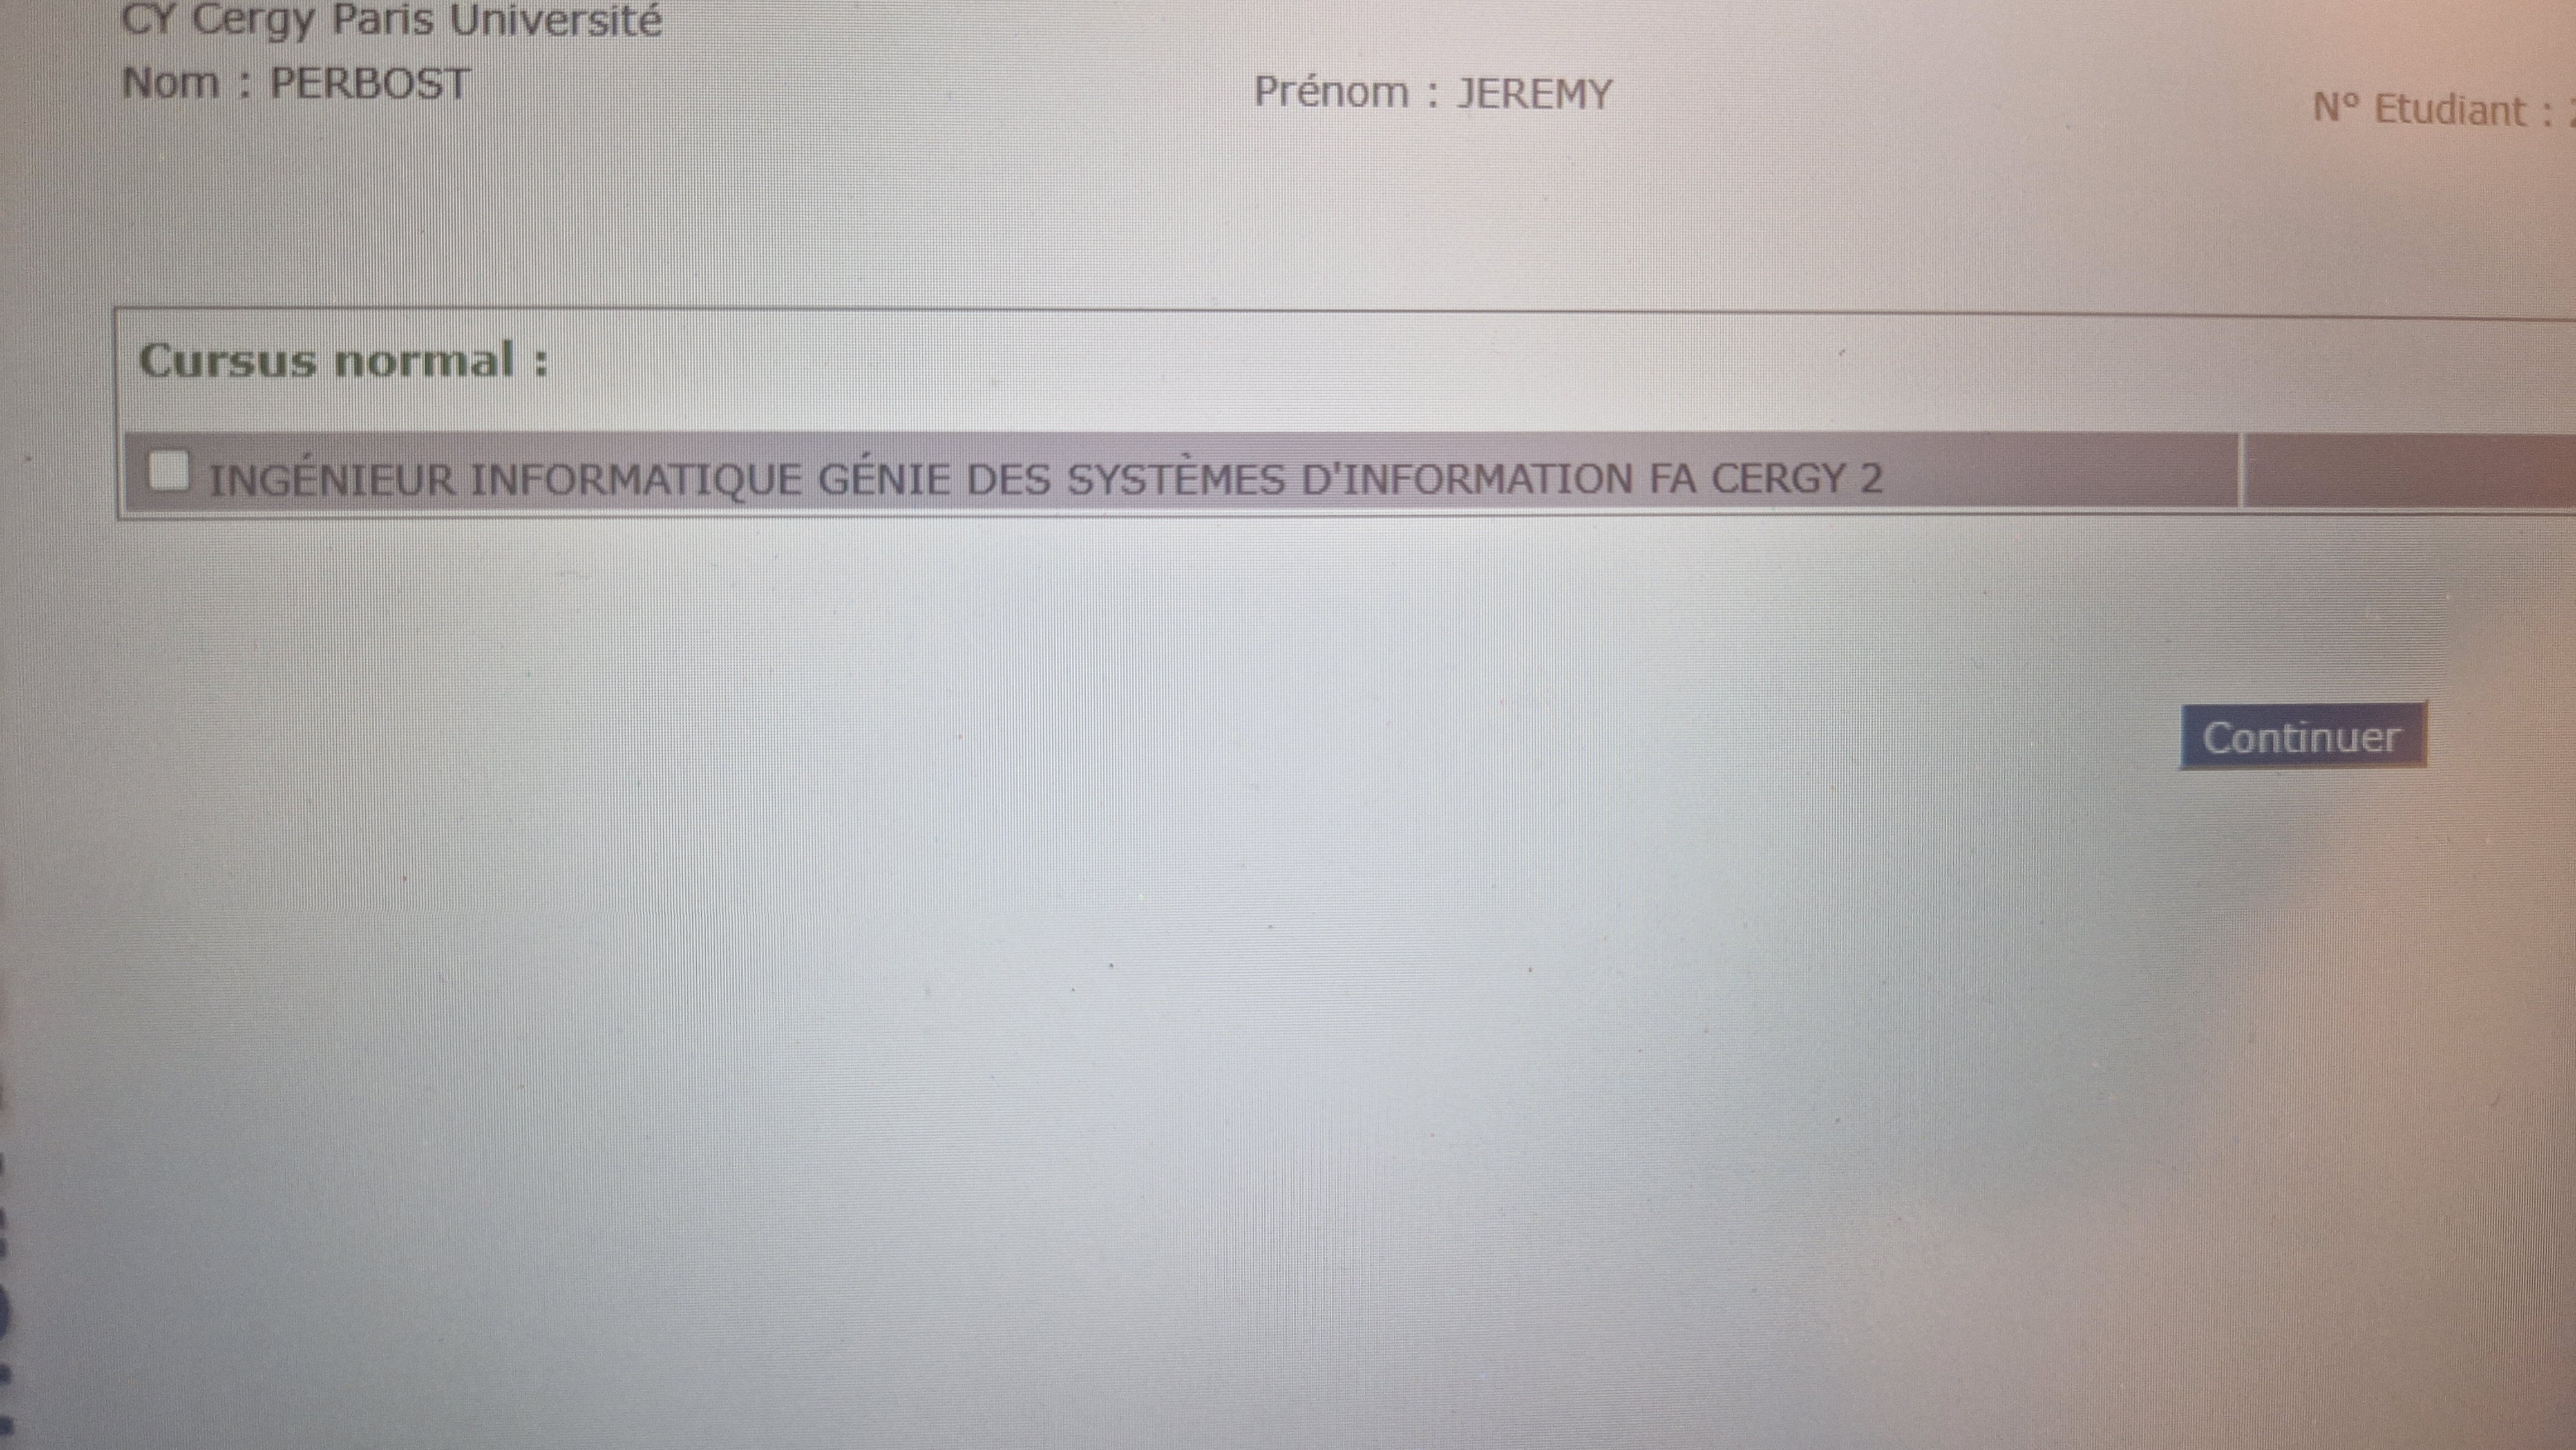 CY Cergy Paris Université
Nom : PERBOST
Prénom : JEREMY
N° Etudiant :
Cursus normal :
INGÉNIEUR INFORMATIQUE GÉNIE DES SYSTÈMES D'INFORMATION FA CERGY 2
Continuer